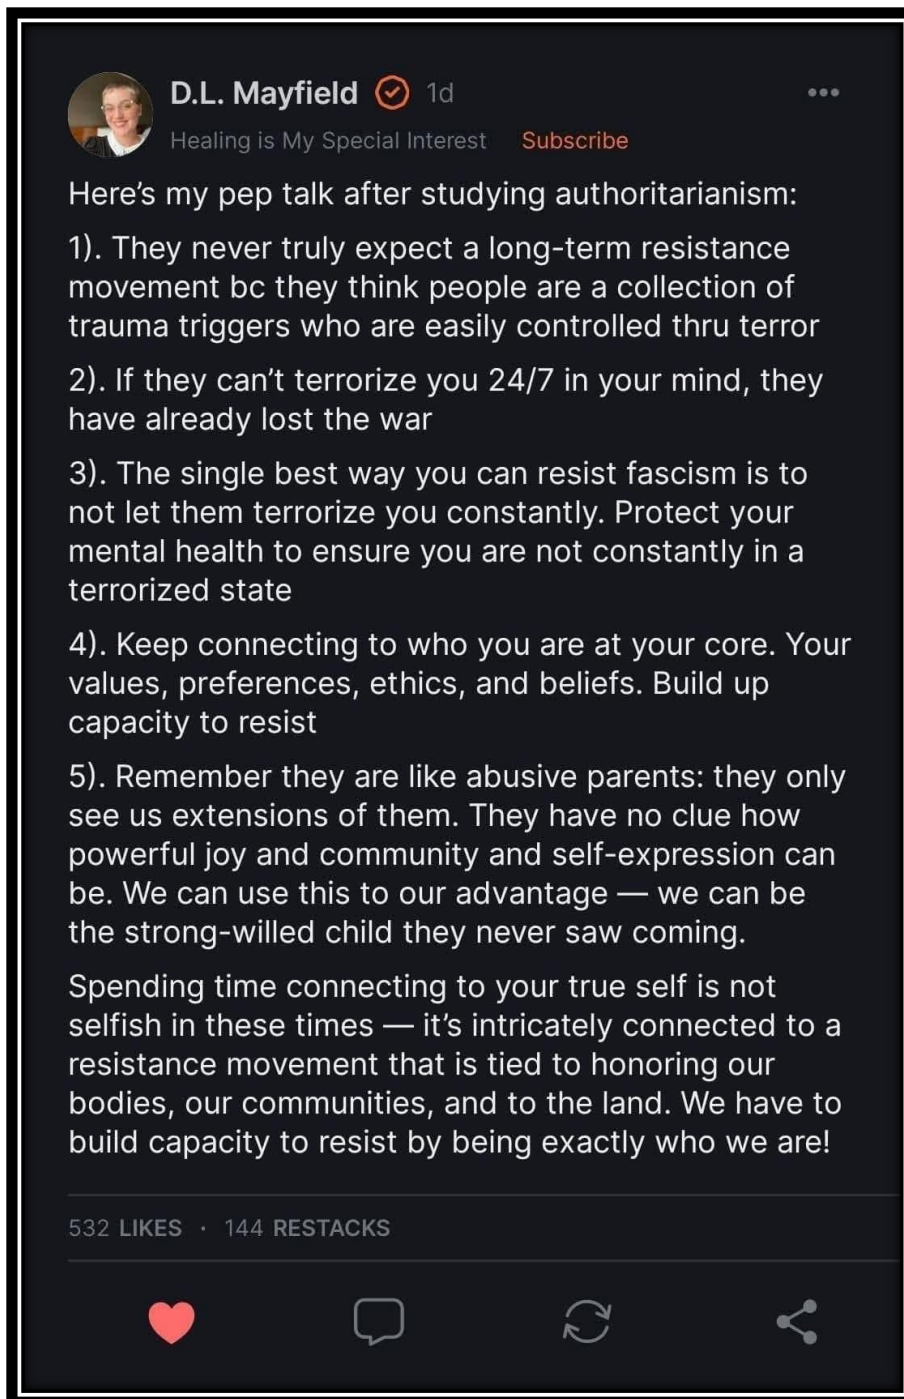 D.L. Mayfield 1d
Healing is My Special Interest Subscribe
Here's my pep talk after studying authoritarianism:
1). They never truly expect a long-term resistance
movement bc they think people are a collection of
trauma triggers who are easily controlled thru terror
2). If they can't terrorize you 24/7 in your mind, they
have already lost the war
3). The single best way you can resist fascism is to
not let them terrorize you constantly. Protect your
mental health to ensure you are not constantly in a
terrorized state
4). Keep connecting to who you are at your core. Your
values, preferences, ethics, and beliefs. Build up
capacity to resist
5). Remember they are like abusive parents: they only
see us extensions of them. They have no clue how
powerful joy and community and self-expression can
be. We can use this to our advantage — we can be
the strong-willed child they never saw coming.
Spending time connecting to your true self is not
selfish in these times — it's intricately connected to a
resistance movement that is tied to honoring our
bodies, our communities, and to the land. We have to
build capacity to resist by being exactly who we are!
532 LIKES · 144 RESTACKS